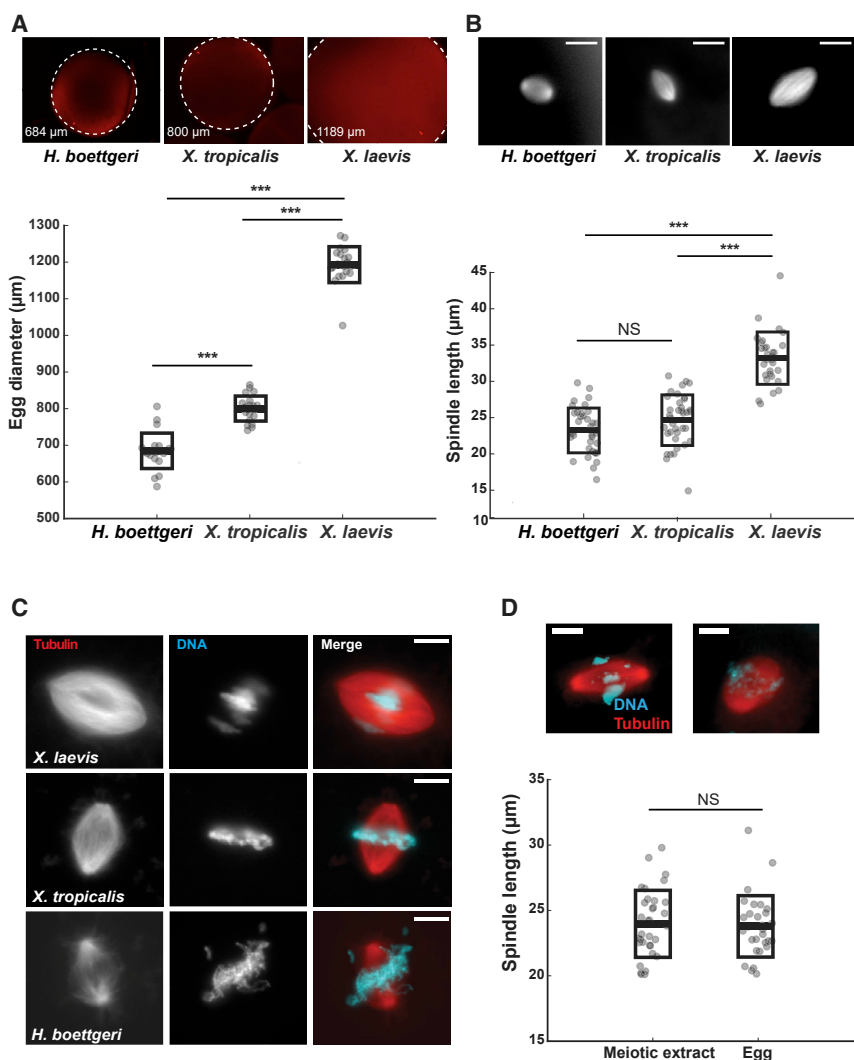 A
684 µm
800 µm
1189 µm
H. boettgeri
X. tropicalis
X. laevis
***
***
***
Egg diameter (µm)
1300
1200
1100
1000
900
800
700
600
500
H. boettgeri
X. tropicalis
X. laevis
B
H. boettgeri
X. tropicalis
X. laevis
***
***
NS
Spindle length (µm)
45
40
35
30
25
20
15
10
H. boettgeri
X. tropicalis
X. laevis
C
Tubulin
DNA
Merge
X. laevis
X. tropicalis
H. boettgeri
D
DNA
Tubulin
NS
Spindle length (µm)
35
30
25
20
15
Meiotic extract
Egg